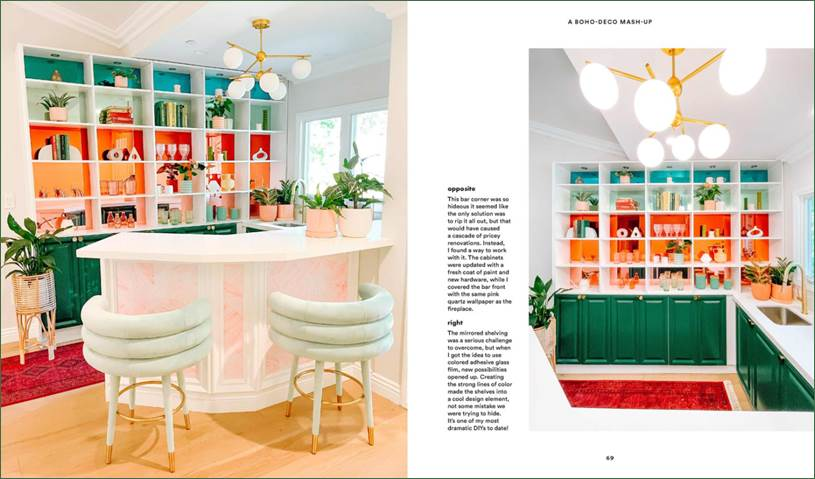 A BOHO-DECO MASH-UP
opposite
This bar corner was so
hideous it seemed like
the only solution was
to rip it all out, but that
would have caused
a cascade of pricey
renovations. Instead,
I found a way to work
with it. The cabinets
were updated with a
fresh coat of paint and
new hardware, while I
covered the bar front
with the same pink
quartz wallpaper as the
fireplace.
right
The mirrored shelving
was a serious challenge
to overcome, but when
I got the idea to use
colored adhesive glass
film, new possibilities
opened up. Creating
the strong lines of color
made the shelves into
a cool design element,
not some mistake we
were trying to hide.
It's one of my most
dramatic DIYs to date!
69